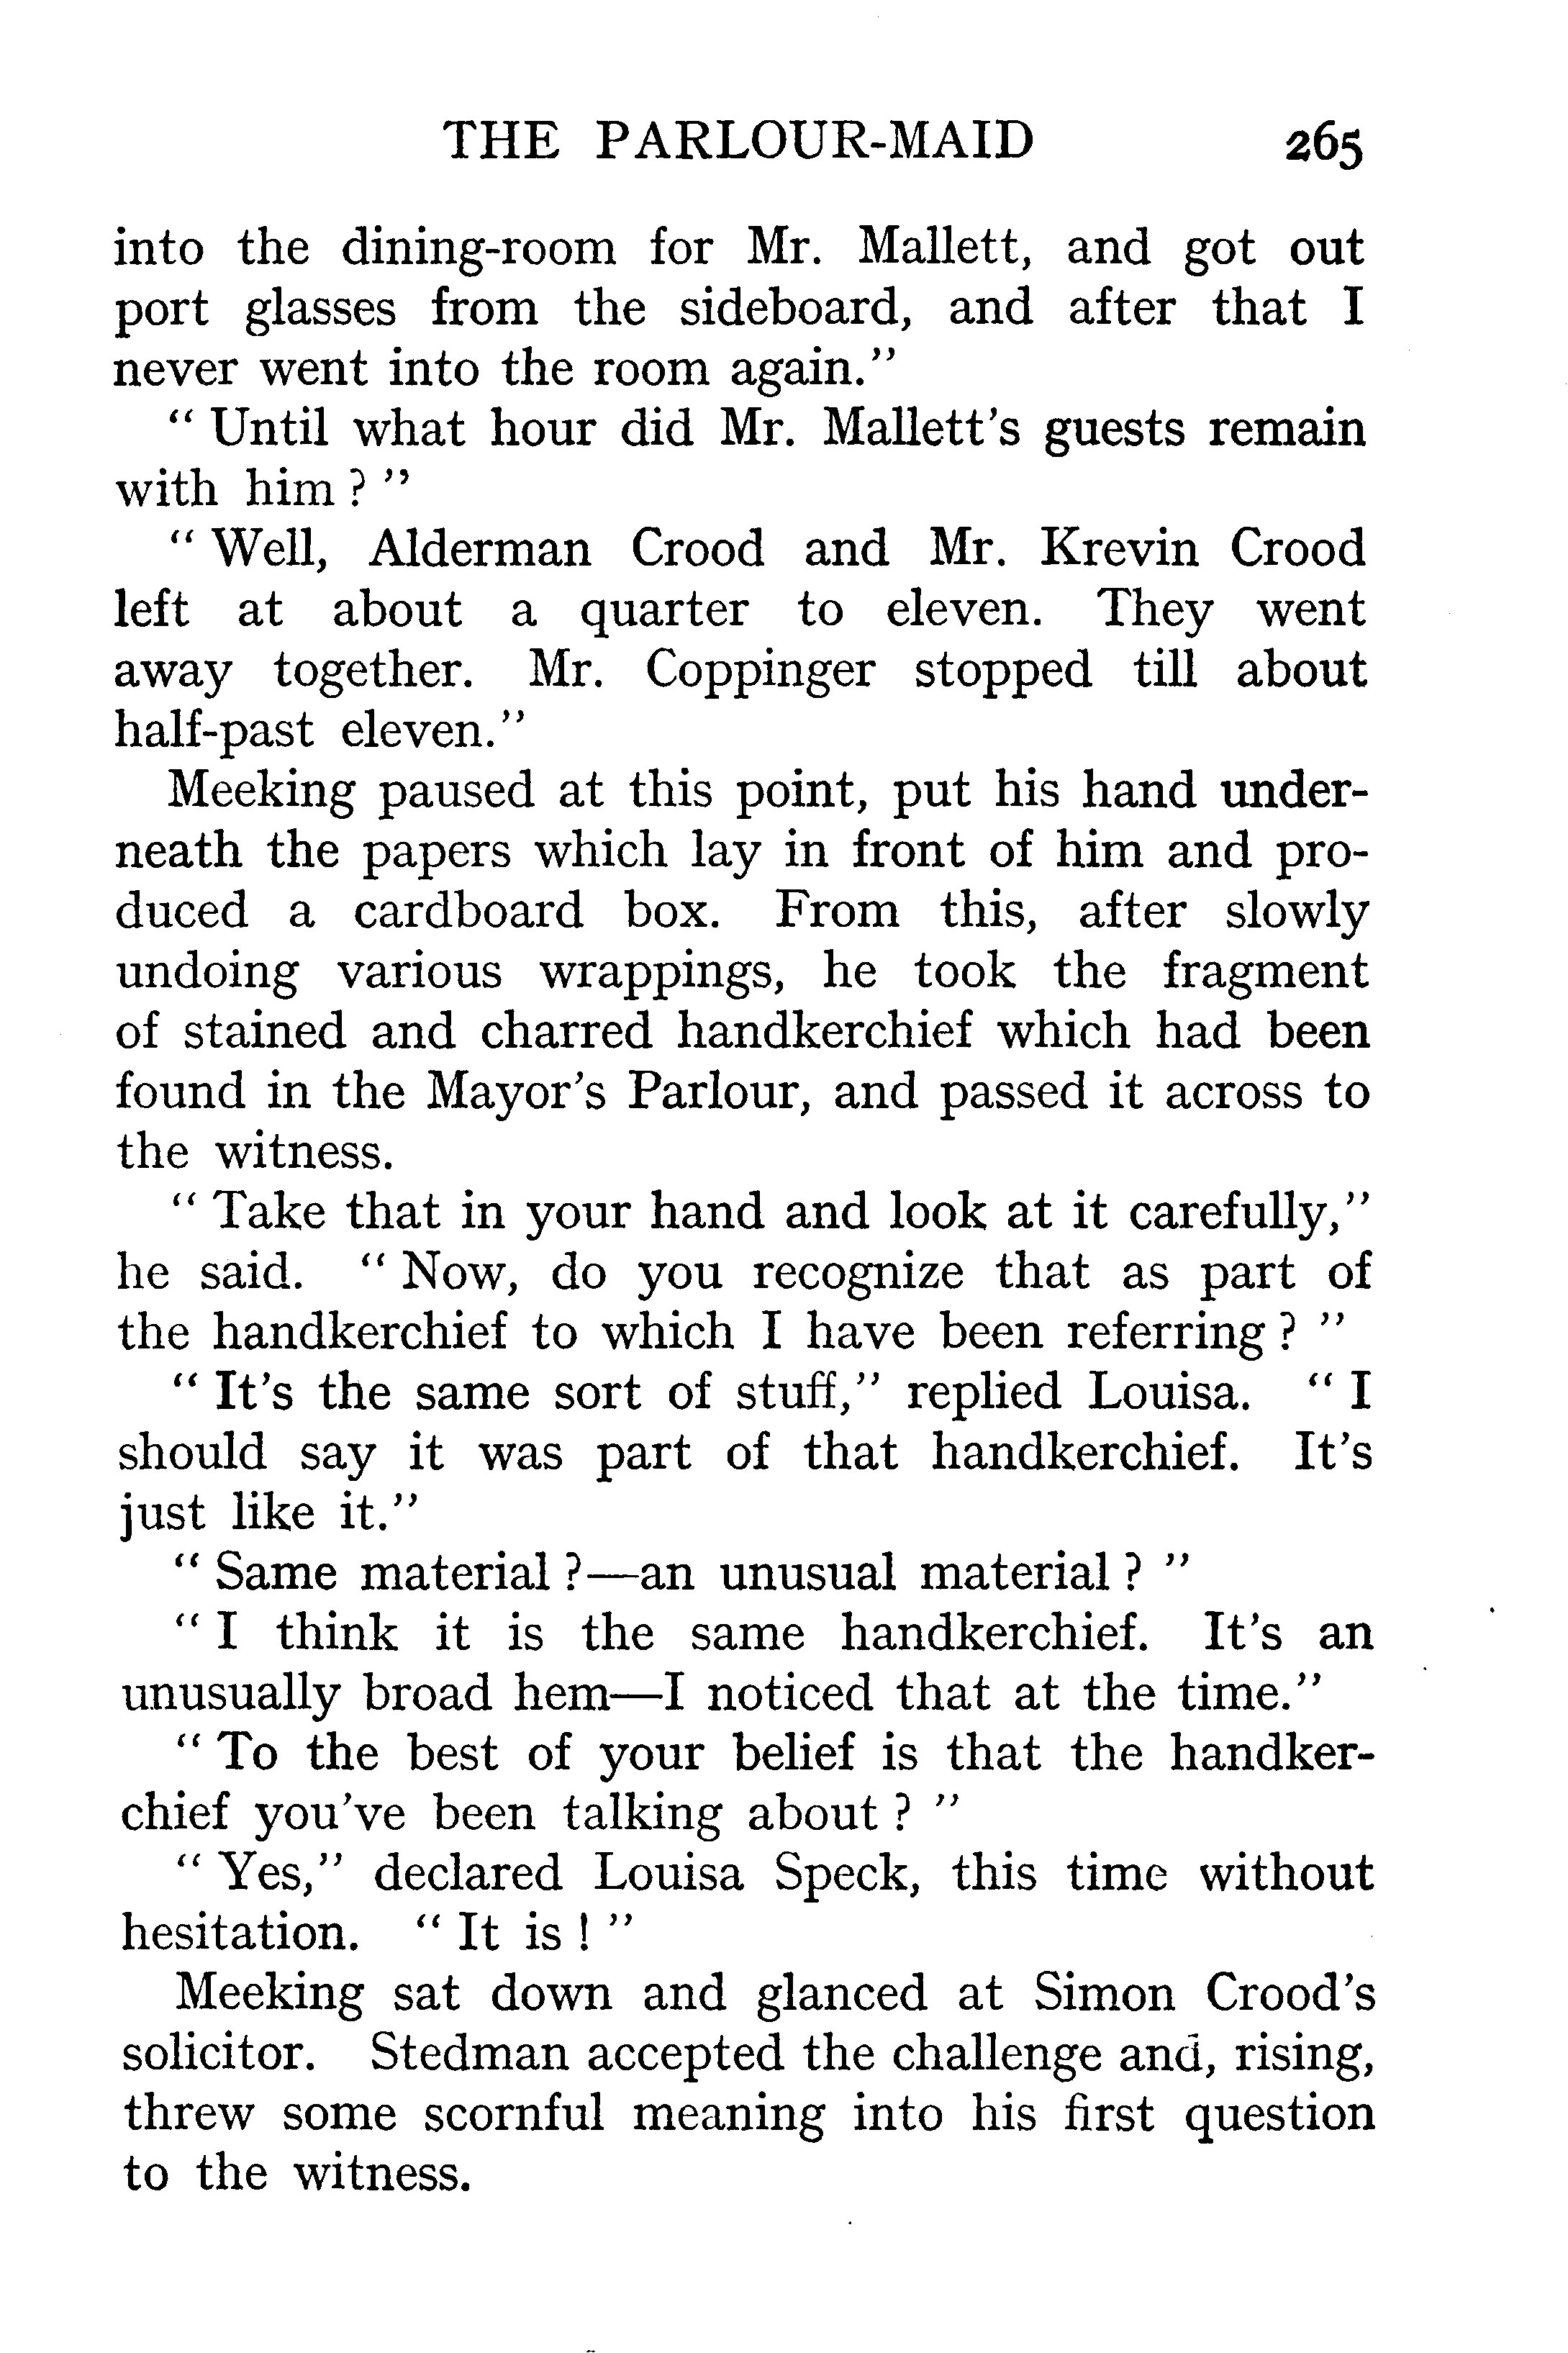 THE PARLOUR-MAID 265
into the dining-room for Mr. Mallett, and got out
port glasses from the sideboard, and after that I
never went into the room again.”
“ Until what hour did Mr. Mallett’s guests remain
with him ? ”
“ Well, Alderman Crood and Mr. Krevin Crood
left at about a quarter to eleven. They went
away together. Mr. Coppinger stopped till about
half-past eleven.”
Meeking paused at this point, put his hand under-
neath the papers which lay in front of him and pro-
duced a cardboard box. From this, after slowly
undoing various wrappings, he took the fragment
of stained and charred handkerchief which had been
found in the Mayor’s Parlour, and passed it across to
the witness.
“ Take that in your hand and look at it carefully,”
he said. “ Now, do you recognize that as part of
the handkerchief to which I have been referring ? ”
“ It’s the same sort of stuff,” replied Louisa. “ I
should say it was part of that handkerchief. It’s
just like it.”
“ Same material ?—an unusual material ? ”
“ I think it is the same handkerchief. It’s an
unusually broad hem—I noticed that at the time.”
“ To the best of your belief is that the handker-
chief you’ve been talking about ? ”
“ Yes,” declared Louisa Speck, this time without
hesitation. “ It is ! ”
Meeking sat down and glanced at Simon Crood’s
solicitor. Stedman accepted the challenge and, rising,
threw some scornful meaning into his first question
to the witness.